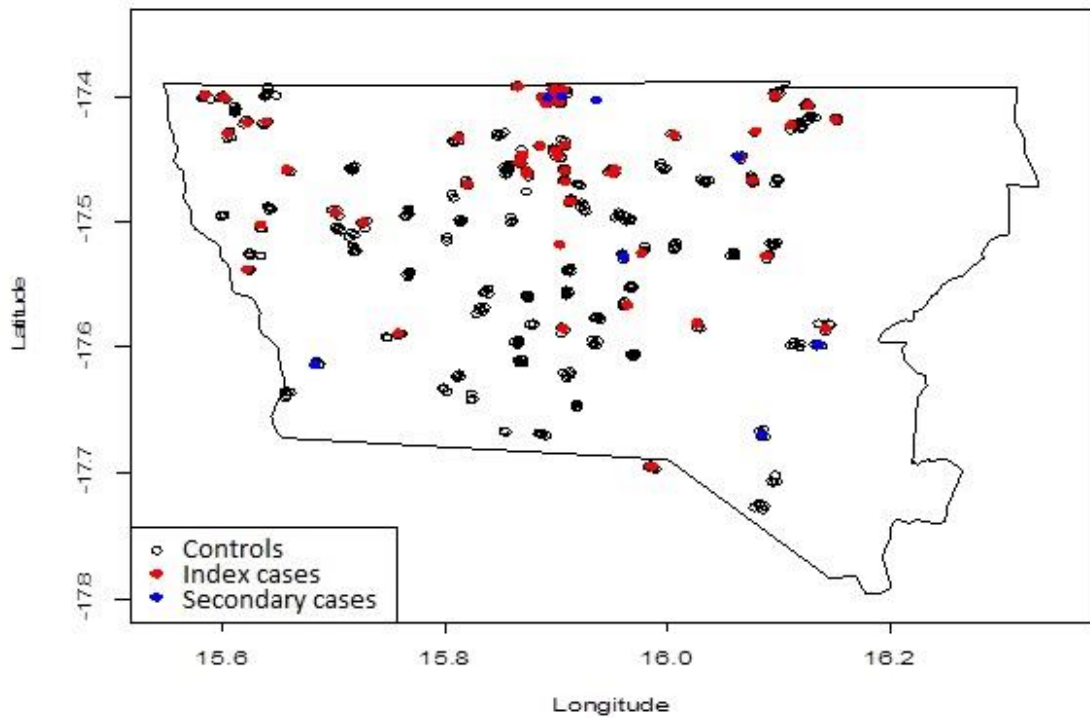 Latitude
-17.4
-17.5
-17.6
-17.7
-17.8
Controls
Index cases
Secondary cases
15.6 15.8 16.0 16.2
Longitude